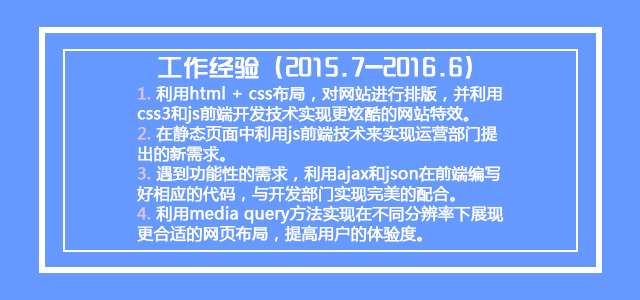 工作经验（2015.7-2016.6）
1. 利用html + css布局，对网站进行排版，并利用
css3和js前端开发技术实现更炫酷的网站特效。
2. 在静态页面中利用js前端技术来实现运营部门提
出的新需求。
3. 遇到功能性的需求，利用ajax和json在前端编写
好相应的代码，与开发部门实现完美的配合。
4. 利用media query方法实现在不同分辨率下展现
更合适的网页布局，提高用户的体验度。